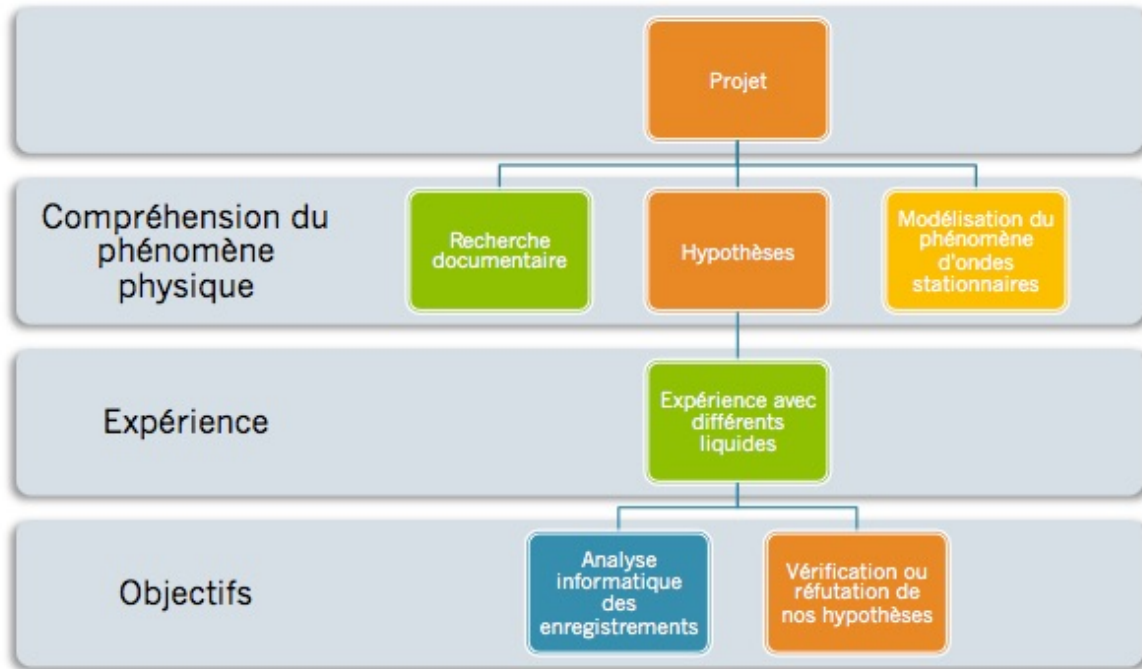 Projet
Compréhension du
phénomène
physique
Recherche
documentaire
Hypothèses
Modélisation du
phénomène
d'ondes
stationnaires
Expérience
Expérience avec
différents
liquides
Objectifs
Analyse
informatique
des
enregistrements
Vérification ou
réfutation de
nos hypothèses